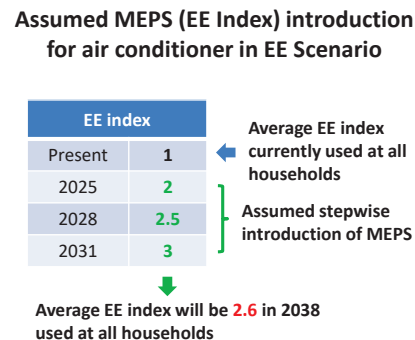 Assumed MEPS (EE Index) introduction
for air conditioner in EE Scenario
EE index
Present 1
2025 2
2028 2.5
2031 3
Average EE index
currently used at all
households
Assumed stepwise
introduction of MEPS
Average EE index will be 2.6 in 2038
used at all households